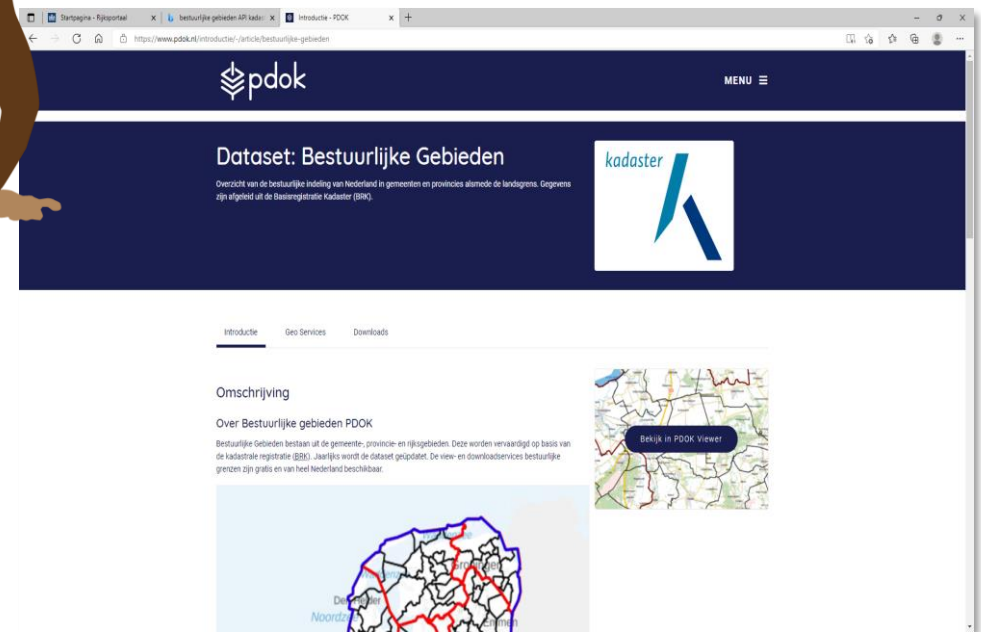 Startpagina - Rijksportaal
bestuurlijke gebieden API kadas
Introductie - PDOK
https://www.pdok.nl/introductie/-/article/bestuurlijke-gebieden
pdok
MENU
Dataset: Bestuurlijke Gebieden
Overzicht van de bestuurlijke indeling van Nederland in gemeenten en provincies alsmede de landsgrens. Gegevens
zijn afgeleid uit de Basisregistratie Kadaster (BRK).
kadaster
Introductie Geo Services Downloads
Omschrijving
Over Bestuurlijke gebieden PDOK
Bestuurlijke Gebieden bestaan uit de gemeente-, provincie- en rijksgebieden. Deze worden vervaardigd op basis van
de kadastrale registratie (BRK). Jaarlijks wordt de dataset geüpdatet. De view- en downloadservices bestuurlijke
grenzen zijn gratis en van heel Nederland beschikbaar.
Bekijk in PDOK Viewer
Groningen
Den Helder
Noordzee
Emmen